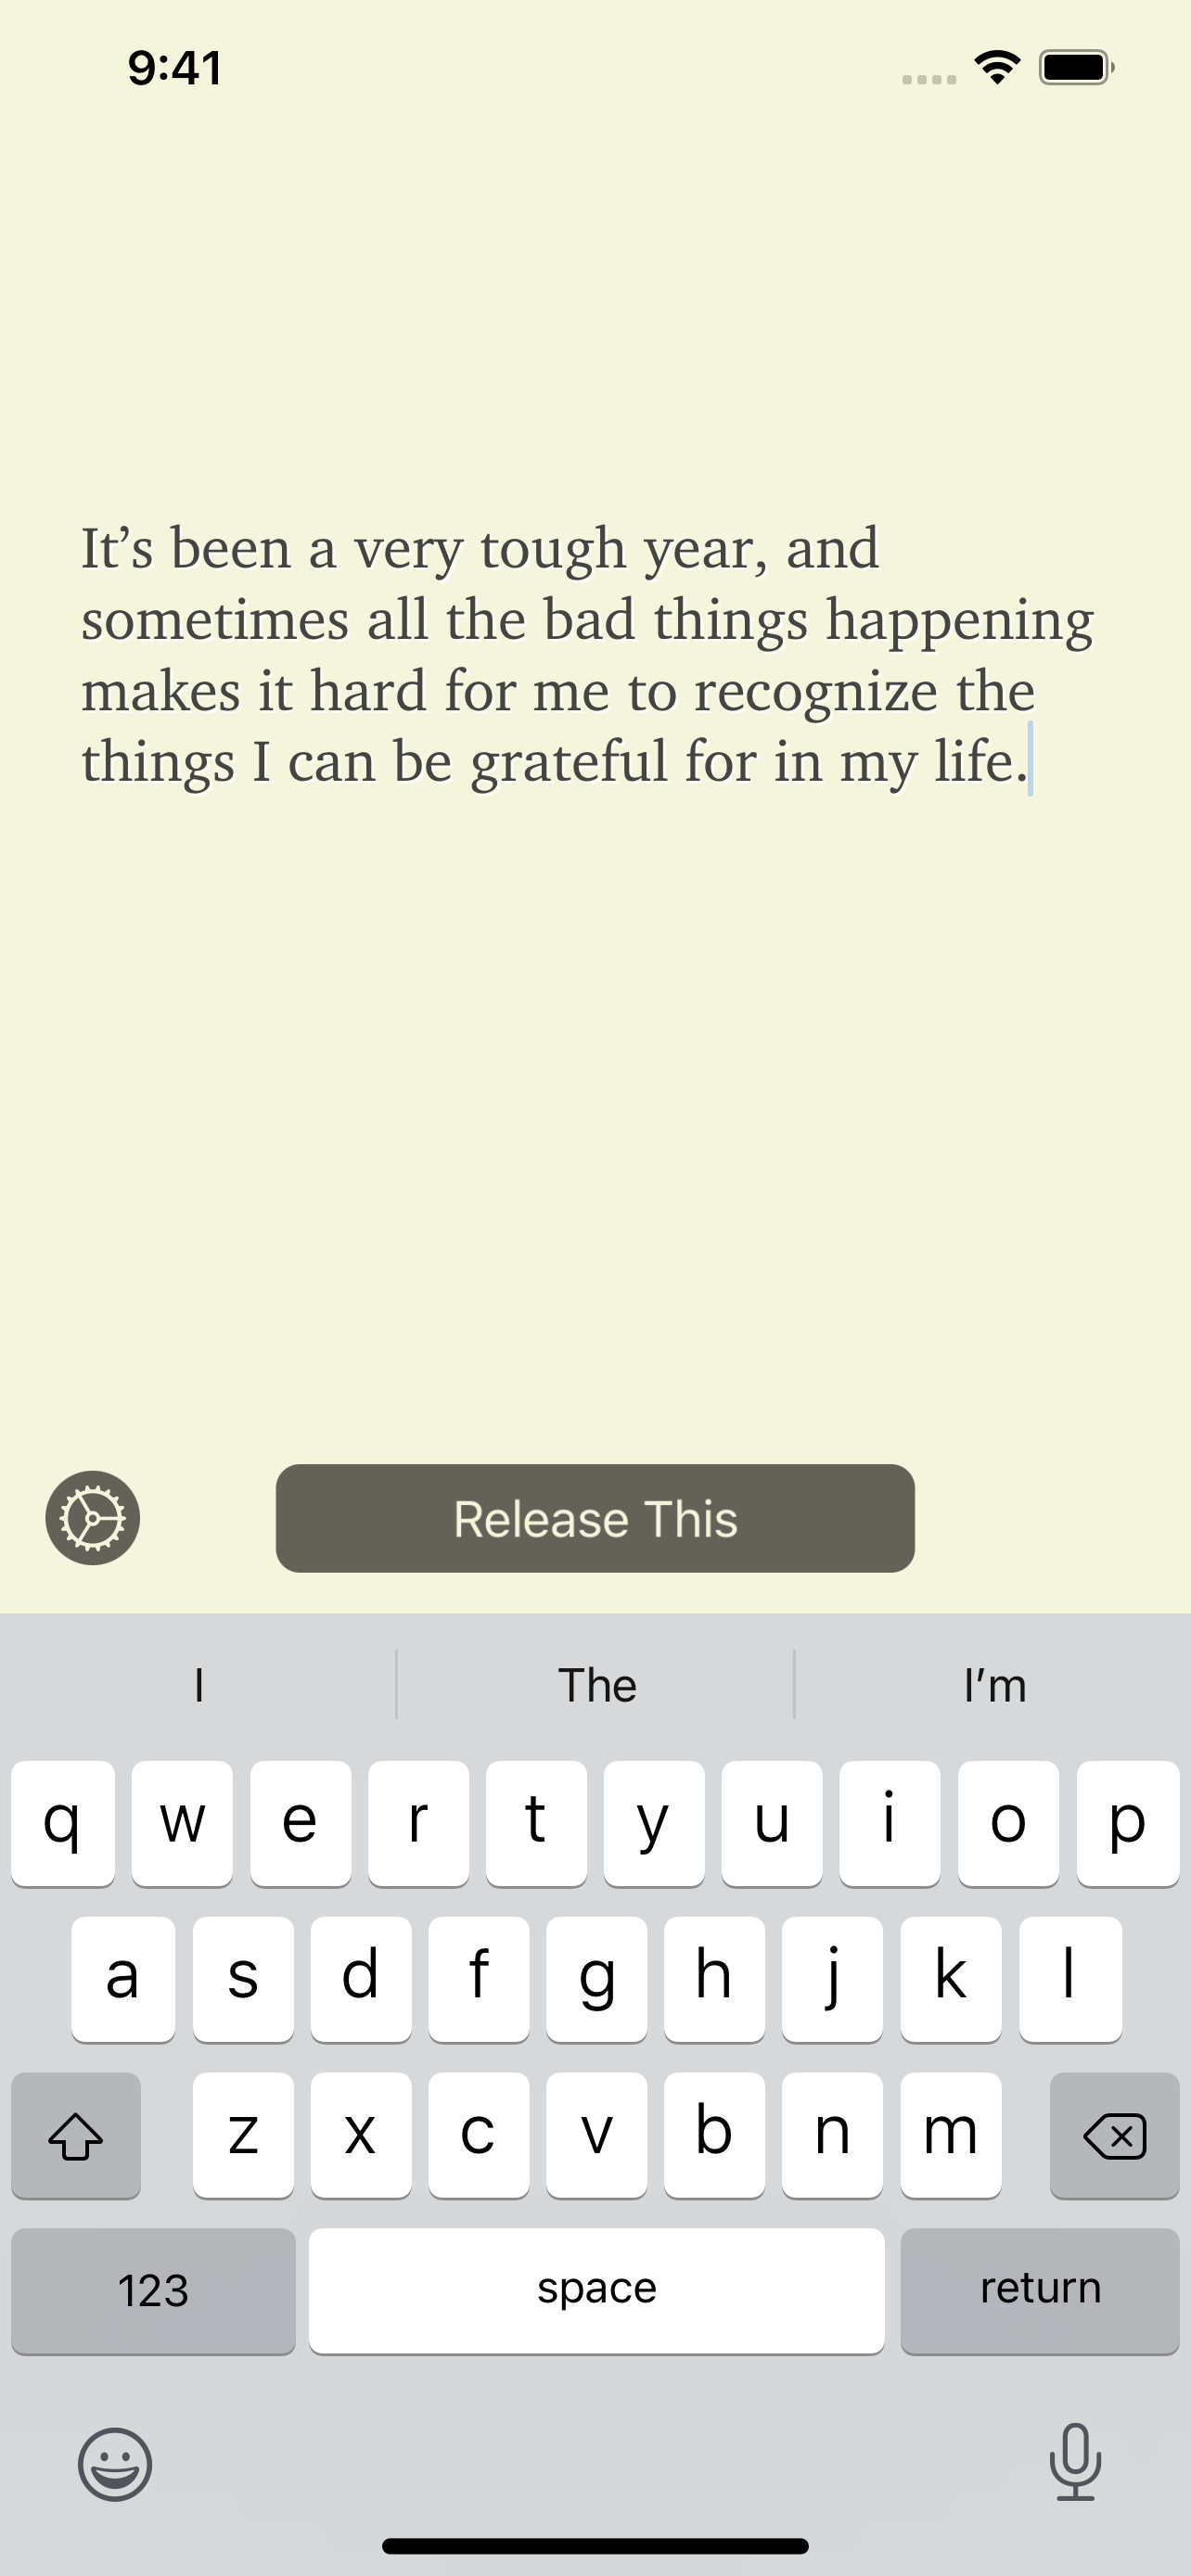 9:41
It’s been a very tough year, and
sometimes all the bad things happening
makes it hard for me to recognize the
things I can be grateful for in my life.
Release This
I The I’m
q w e r t y u i o p
a s d f g h j k l
z x c v b n m
123 space return